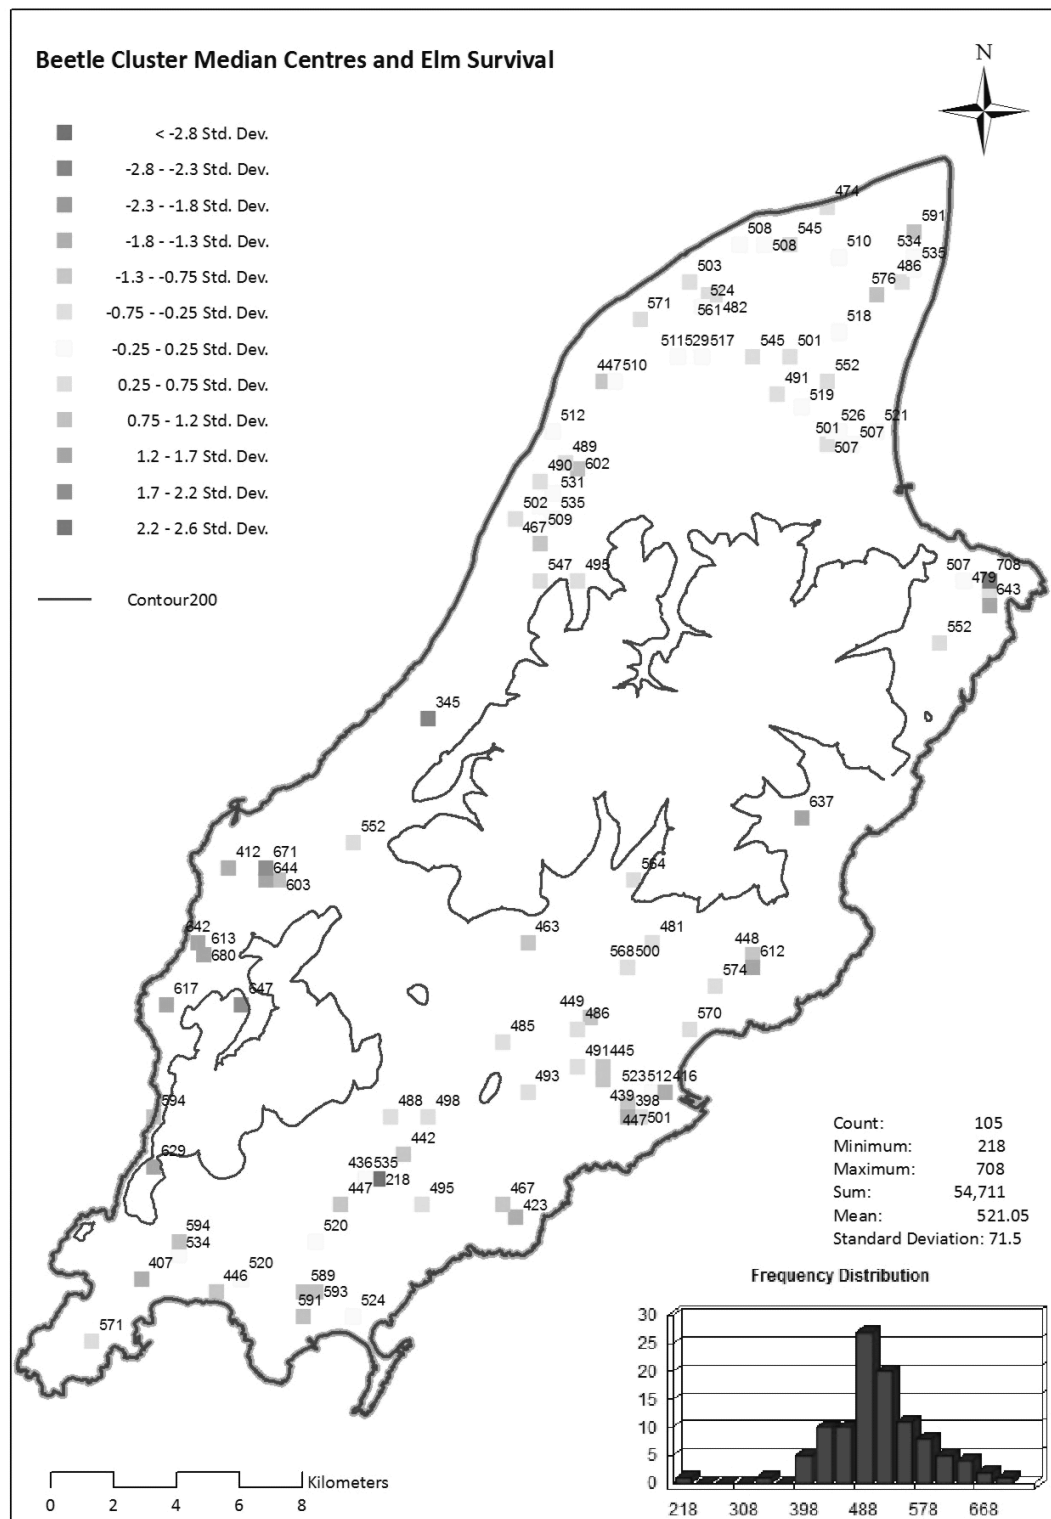 Beetle Cluster Median Centres and Elm Survival
N
< -2.8 Std. Dev.
-2.8 - -2.3 Std. Dev.
-2.3 - -1.8 Std. Dev.
-1.8 - -1.3 Std. Dev.
-1.3 - -0.75 Std. Dev.
-0.75 - -0.25 Std. Dev.
-0.25 - 0.25 Std. Dev.
0.25 - 0.75 Std. Dev.
0.75 - 1.2 Std. Dev.
1.2 - 1.7 Std. Dev.
1.7 - 2.2 Std. Dev.
2.2 - 2.6 Std. Dev.
Contour200
474
591
508 545
508 510 534
535
503
486
524 576
561 482
571
518
511 529 517 545 501
447 510 552
491
519
512
526 521
501 507
507
489
602
490
531
502 535
509
467
547 495
507 708
479
643
552
345
637
552
412 671
644
603
564
642
613
680
463 481
568 500
448
612
574
617 647
449
486
570
485
491 445
493
523 512 416
439 398
447 501
594
488 498
442
629
436 535
218
447 495
467
423
594
534
520
407
446 520
589
593
591
524
571
Count: 105
Minimum: 218
Maximum: 708
Sum: 54,711
Mean: 521.05
Standard Deviation: 71.5
Frequency Distribution
30
25
20
15
10
5
0
218 308 398 488 578 668
Kilometers
0 2 4 6 8